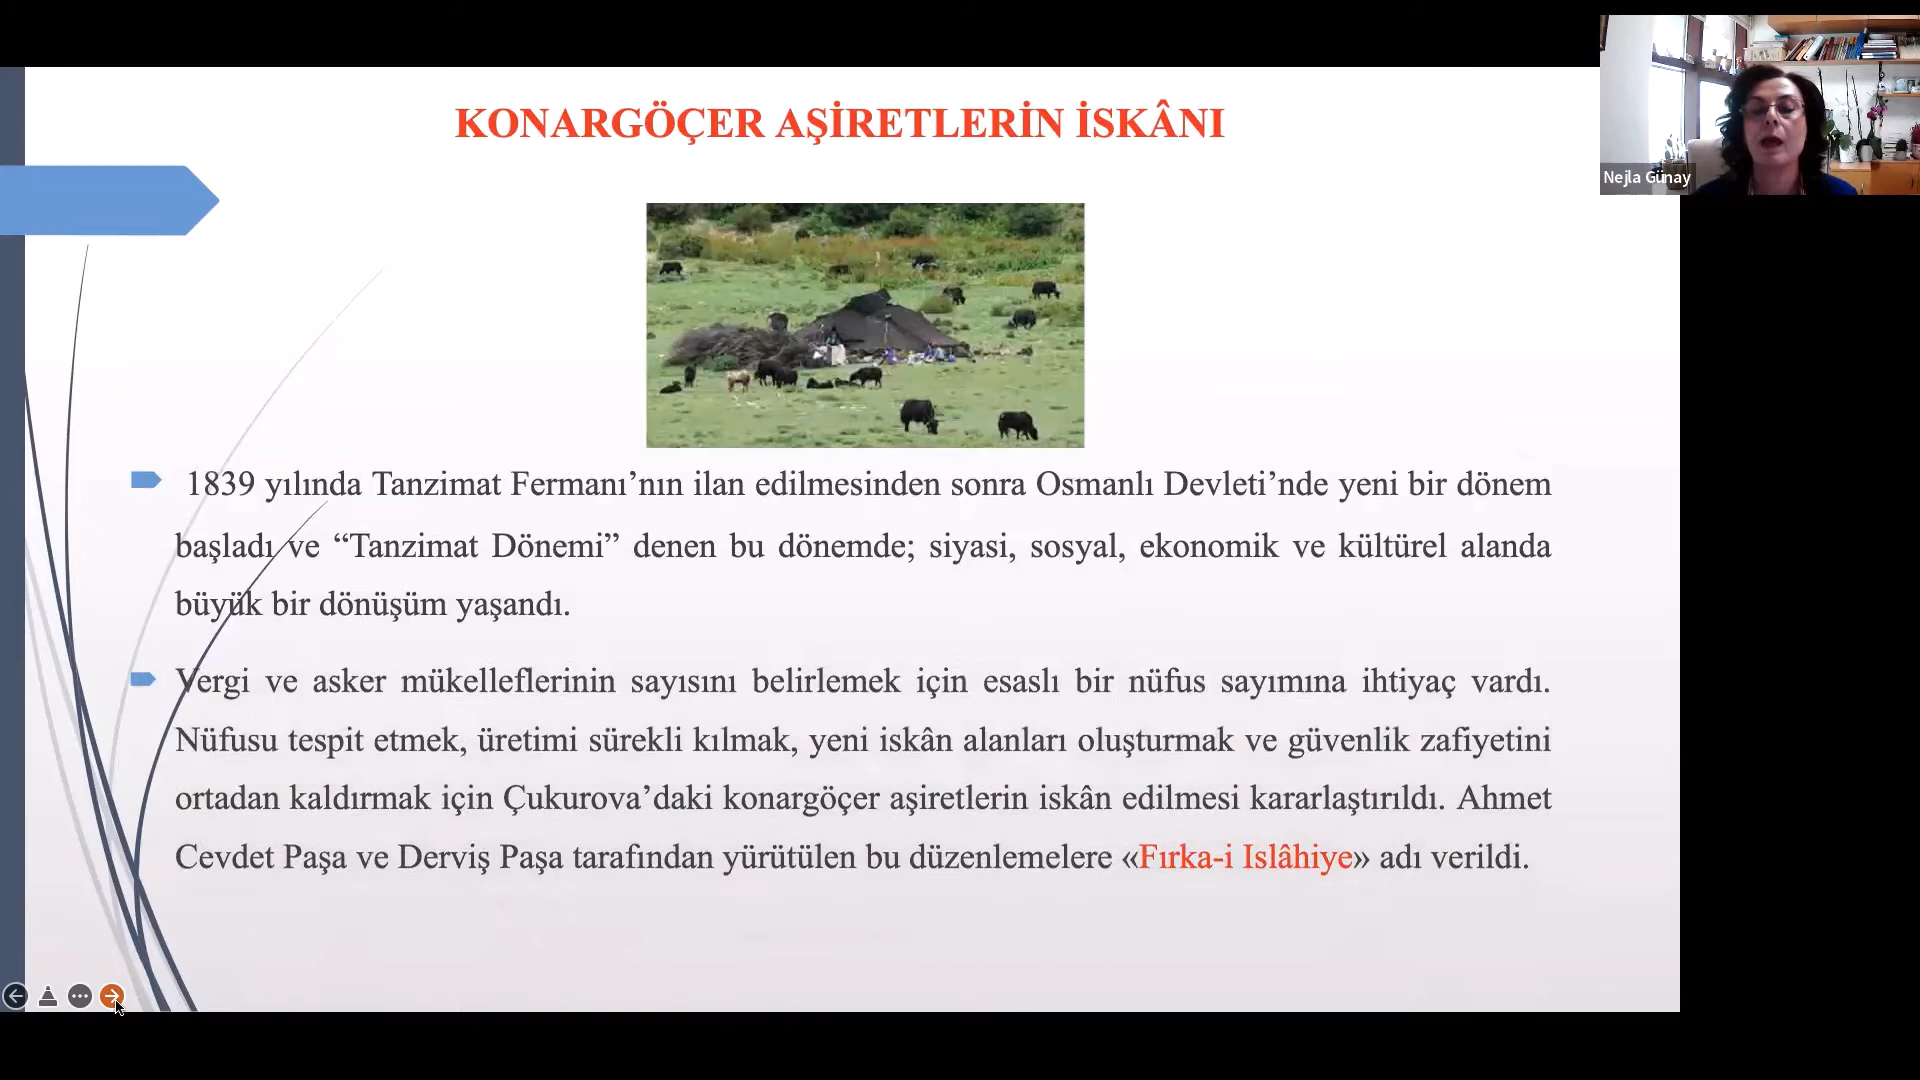 KONARGÖÇER AŞİRETLERİN İSKÂNI
Nejla Günay
1839 yılında Tanzimat Fermanı’nın ilan edilmesinden sonra Osmanlı Devleti’nde yeni bir dönem
başladı ve “Tanzimat Dönemi” denen bu dönemde; siyasi, sosyal, ekonomik ve kültürel alanda
büyük bir dönüşüm yaşandı.
Vergi ve asker mükelleflerinin sayısını belirlemek için esaslı bir nüfus sayımına ihtiyaç vardı.
Nüfusu tespit etmek, üretimi sürekli kılmak, yeni iskân alanları oluşturmak ve güvenlik zafiyetini
ortadan kaldırmak için Çukurova’daki konargöçer aşiretlerin iskân edilmesi kararlaştırıldı. Ahmet
Cevdet Paşa ve Derviş Paşa tarafından yürütülen bu düzenlemelere «Fırka-i Islâhiye» adı verildi.